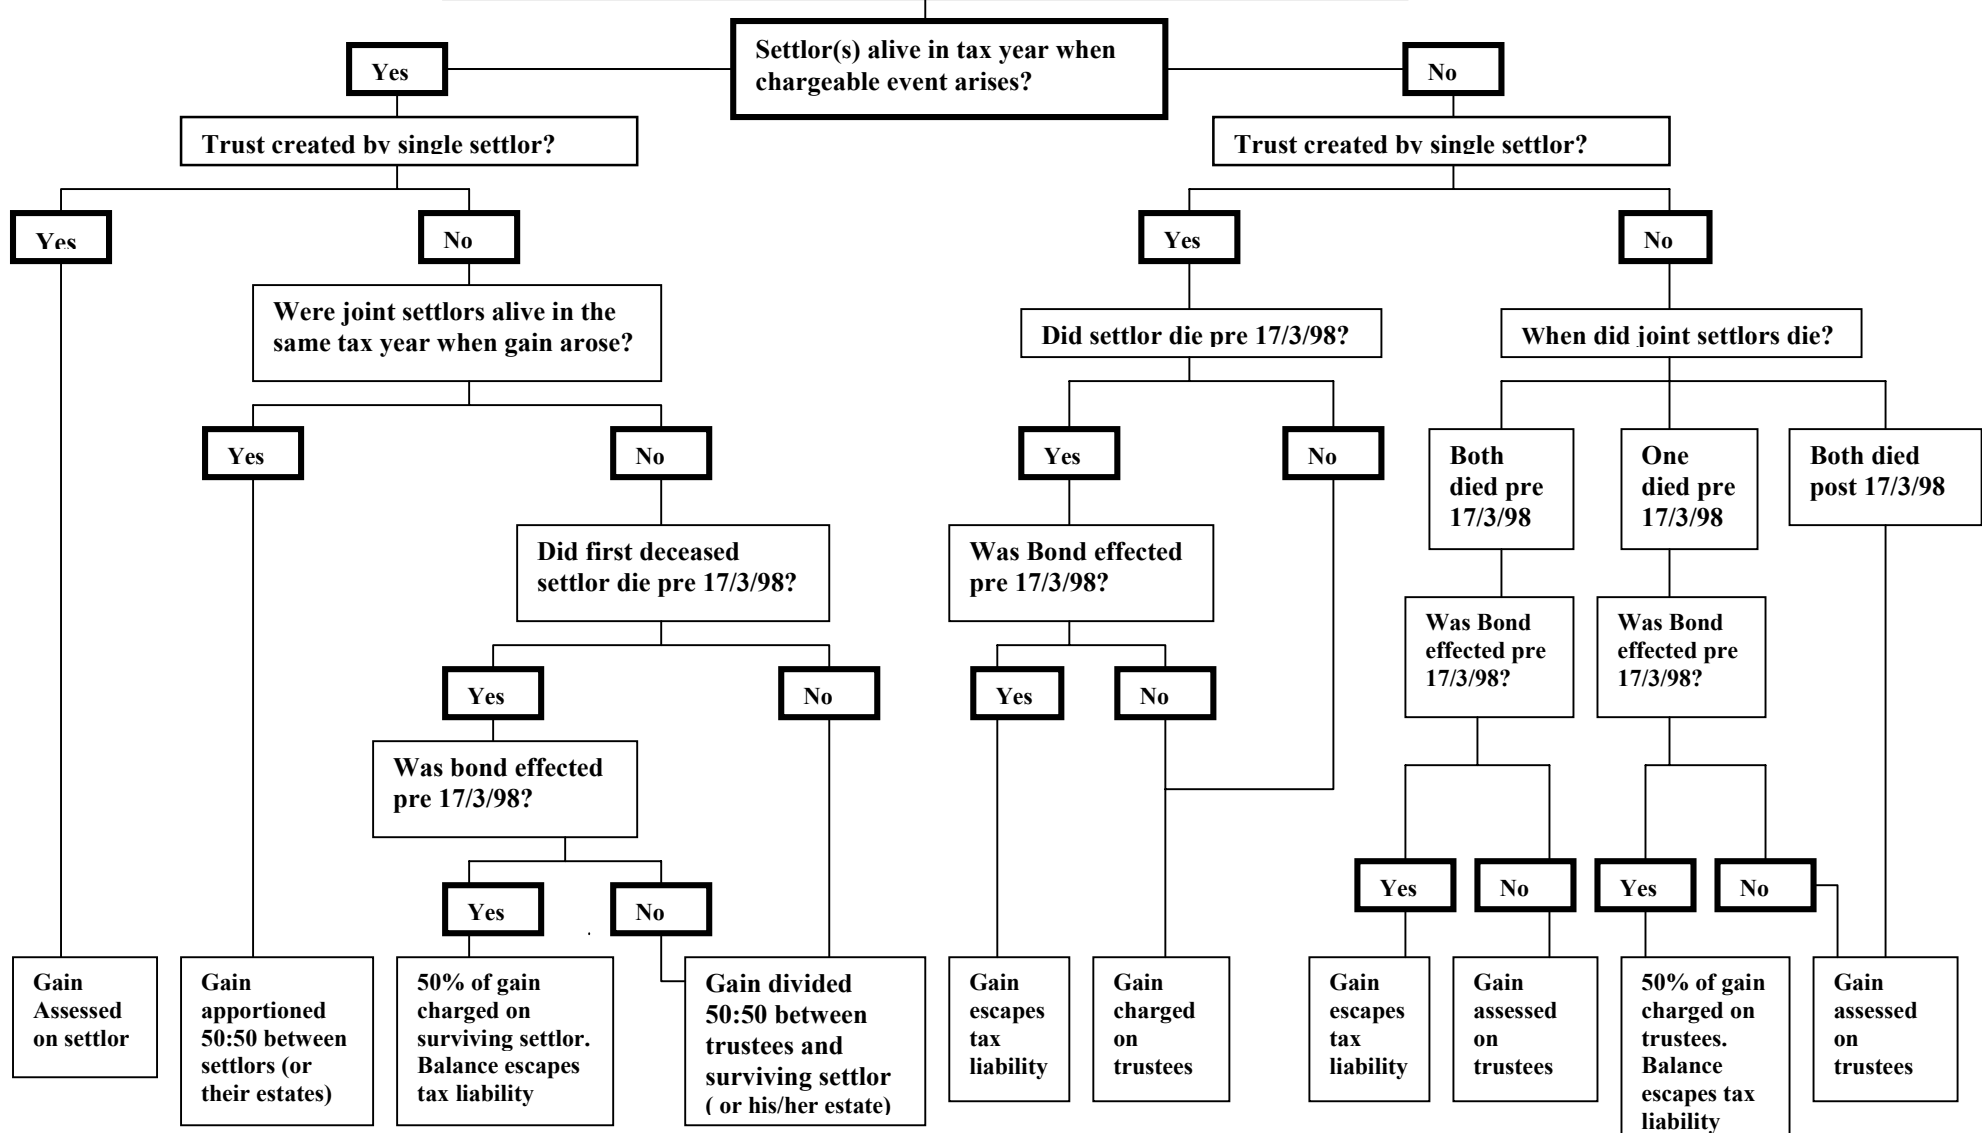 Settlor(s) alive in tax year when
chargeable event arises?
Yes
No
Trust created by single settlor?
Trust created by single settlor?
Yes
No
Yes
No
Were joint settlors alive in the
same tax year when gain arose?
Did settlor die pre 17/3/98?
When did joint settlors die?
Yes
No
Yes
No
Both
died pre
17/3/98
One
died pre
17/3/98
Both died
post 17/3/98
Did first deceased
settlor die pre 17/3/98?
Was Bond effected
pre 17/3/98?
Was Bond
effected pre
17/3/98?
Was Bond
effected pre
17/3/98?
Yes
No
Yes
No
Was bond effected
pre 17/3/98?
Yes
No
Yes
No
Yes
No
Gain
Assessed
on settlor
Gain
apportioned
50:50 between
settlors (or
their estates)
50% of gain
charged on
surviving settlor.
Balance escapes
tax liability
Gain divided
50:50 between
trustees and
surviving settlor
( or his/her estate)
Gain
escapes
tax
liability
Gain
charged
on
trustees
Gain
escapes
tax
liability
Gain
assessed
on
trustees
50% of gain
charged on
trustees.
Balance
escapes tax
liability
Gain
assessed
on
trustees